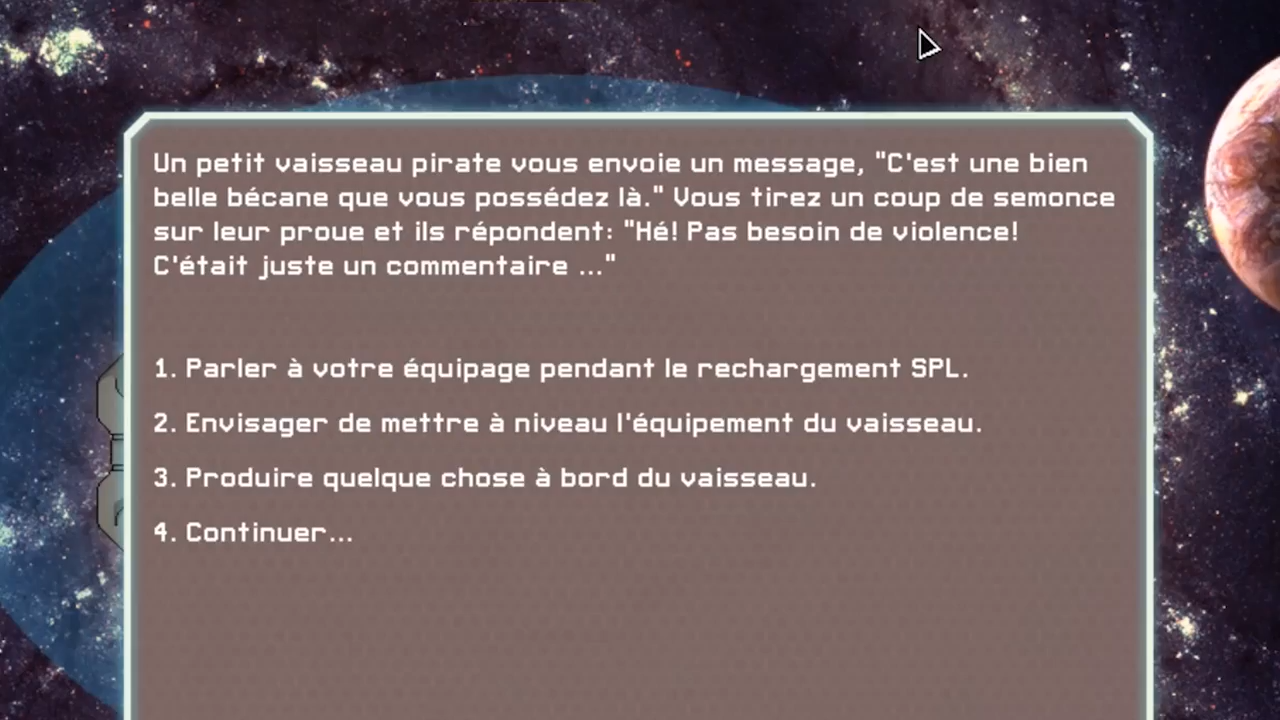 Un petit vaisseau pirate vous envoie un message, "C'est une bien
belle bécane que vous possédez là." Vous tirez un coup de semonce
sur leur proue et ils répondent: "Hé! Pas besoin de violence!
C'était juste un commentaire ..."
1. Parler à votre équipage pendant le rechargement SPL.
2. Envisager de mettre à niveau l'équipement du vaisseau.
3. Produire quelque chose à bord du vaisseau.
4. Continuer...